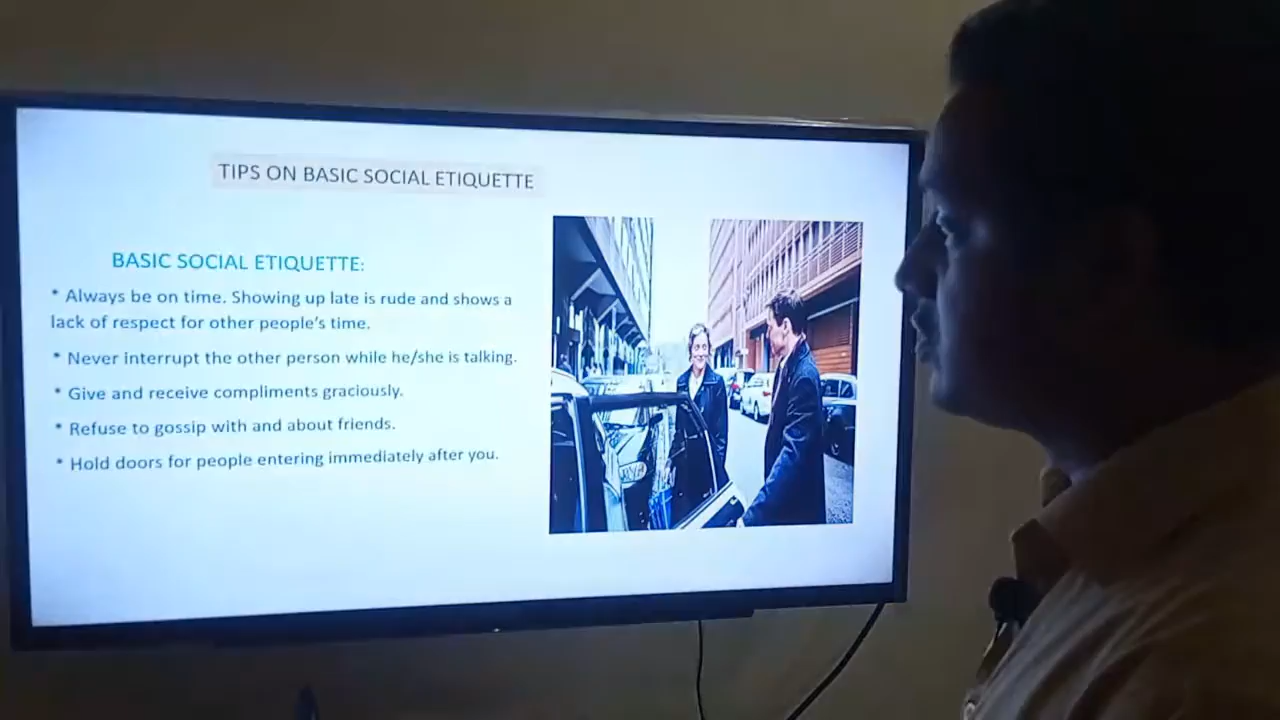 TIPS ON BASIC SOCIAL ETIQUETTE
BASIC SOCIAL ETIQUETTE:
* Always be on time. Showing up late is rude and shows a
lack of respect for other people's time.
* Never interrupt the other person while he/she is talking.
* Give and receive compliments graciously.
* Refuse to gossip with and about friends.
* Hold doors for people entering immediately after you.